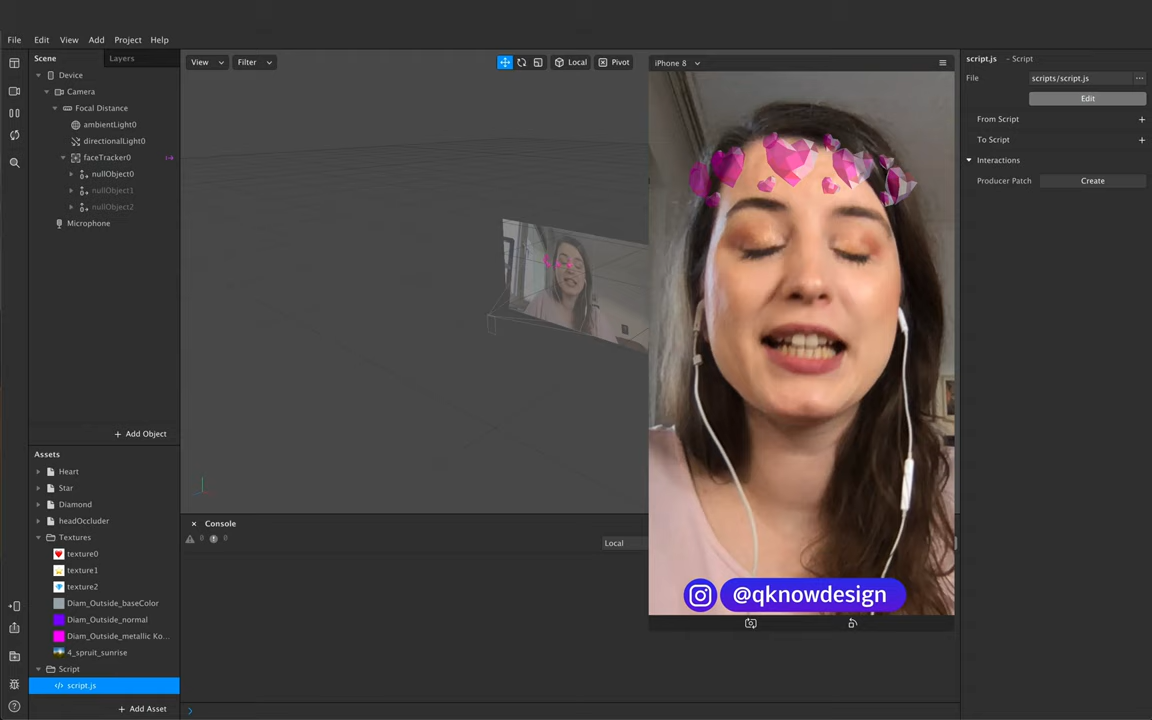 File Edit View Add Project Help
Scene Layers
Device
Camera
Focal Distance
ambientLight0
directionalLight0
faceTracker0
nullObject0
nullObject1
nullObject2
Microphone
+ Add Object
Assets
Heart
Star
Diamond
headOccluder
Textures
texture0
texture1
texture2
Diam_Outside_baseColor
Diam_Outside_normal
Diam_Outside_metallic Ko...
4_spruit_sunrise
Script
script.js
+ Add Asset
View Filter Local Pivot
iPhone 8
@qknowdesign
Console
0 0
Local
script.js - Script
File scripts/script.js ...
Edit
From Script +
To Script +
Interactions
Producer Patch Create